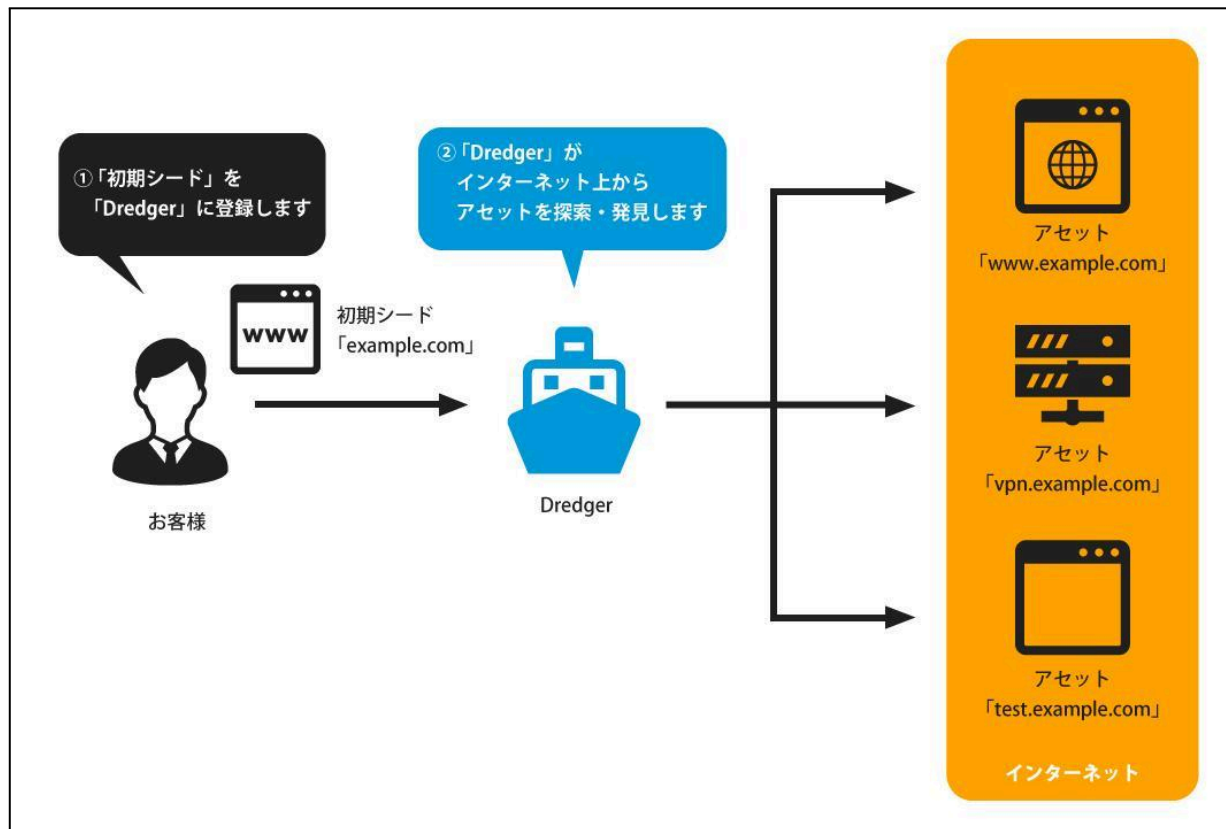 ①「初期シード」を
「Dredger」に登録します
②「Dredger」が
インターネット上から
アセットを探索・発見します
www
初期シード
「example.com」
お客様
Dredger
アセット
「www.example.com」
アセット
「vpn.example.com」
アセット
「test.example.com」
インターネット